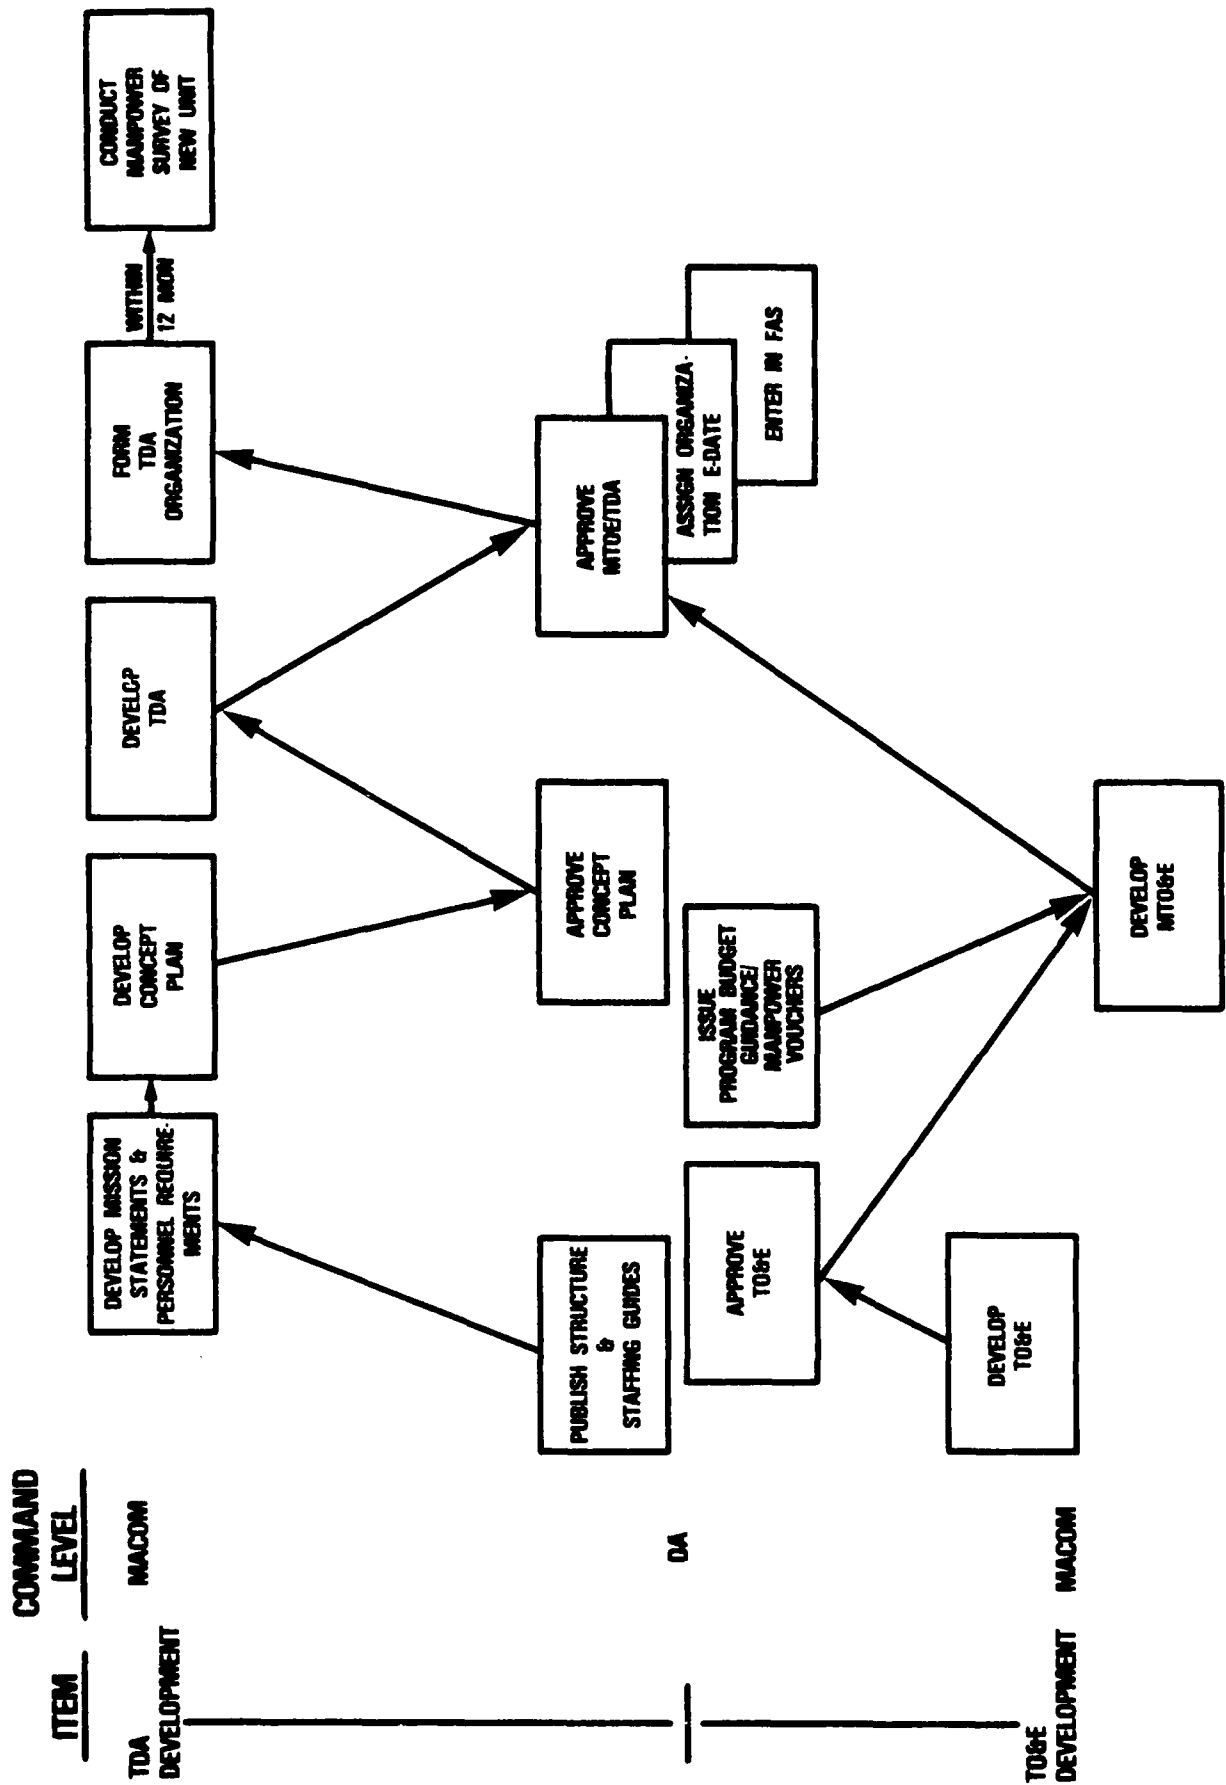 ITEM
COMMAND
LEVEL
TDA
DEVELOPMENT
MACOM
DEVELOP MISSION
STATEMENTS &
PERSONNEL REQUIRE-
MENTS
DEVELOP
CONCEPT
PLAN
DEVELOP
TDA
FORM
TDA
ORGANIZATION
WITHIN
12 MON
CONDUCT
MANPOWER
SURVEY OF
NEW UNIT
DA
PUBLISH STRUCTURE
&
STAFFING GUIDES
APPROVE
CONCEPT
PLAN
APPROVE
MTOE/TDA
ASSIGN ORGANIZA-
TION E-DATE
ENTER IN FAS
APPROVE
TO&E
ISSUE
PROGRAM BUDGET
GUIDANCE/
MANPOWER
VOUCHERS
TO&E
DEVELOPMENT
MACOM
DEVELOP
TO&E
DEVELOP
MTO&E